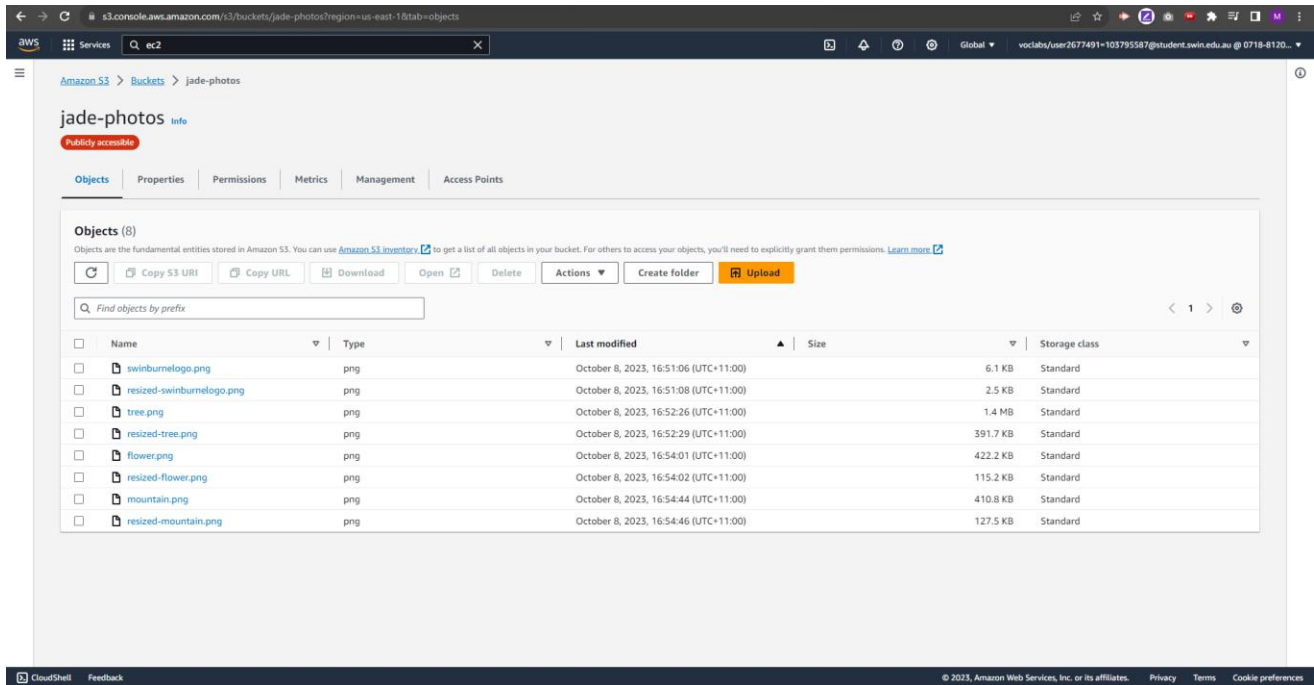 s3.console.aws.amazon.com/s3/buckets/jade-photos?region=us-east-1&tab=objects
M
aws Services ec2 Global voclabs/user2677491=103795587@student.swin.edu.au @ 0718-8120...
Amazon S3 > Buckets > jade-photos
jade-photos Info
Publicly accessible
Objects Properties Permissions Metrics Management Access Points
Objects (8)
Objects are the fundamental entities stored in Amazon S3. You can use Amazon S3 inventory to get a list of all objects in your bucket. For others to access your objects, you'll need to explicitly grant them permissions. Learn more
Copy S3 URI Copy URL Download Open Delete Actions Create folder Upload
Find objects by prefix < 1 >
Name Type Last modified Size Storage class
swinburnelogo.png png October 8, 2023, 16:51:06 (UTC+11:00) 6.1 KB Standard
resized-swinburnelogo.png png October 8, 2023, 16:51:08 (UTC+11:00) 2.5 KB Standard
tree.png png October 8, 2023, 16:52:26 (UTC+11:00) 1.4 MB Standard
resized-tree.png png October 8, 2023, 16:52:29 (UTC+11:00) 391.7 KB Standard
flower.png png October 8, 2023, 16:54:01 (UTC+11:00) 422.2 KB Standard
resized-flower.png png October 8, 2023, 16:54:02 (UTC+11:00) 115.2 KB Standard
mountain.png png October 8, 2023, 16:54:44 (UTC+11:00) 410.8 KB Standard
resized-mountain.png png October 8, 2023, 16:54:46 (UTC+11:00) 127.5 KB Standard
CloudShell Feedback © 2023, Amazon Web Services, Inc. or its affiliates. Privacy Terms Cookie preferences